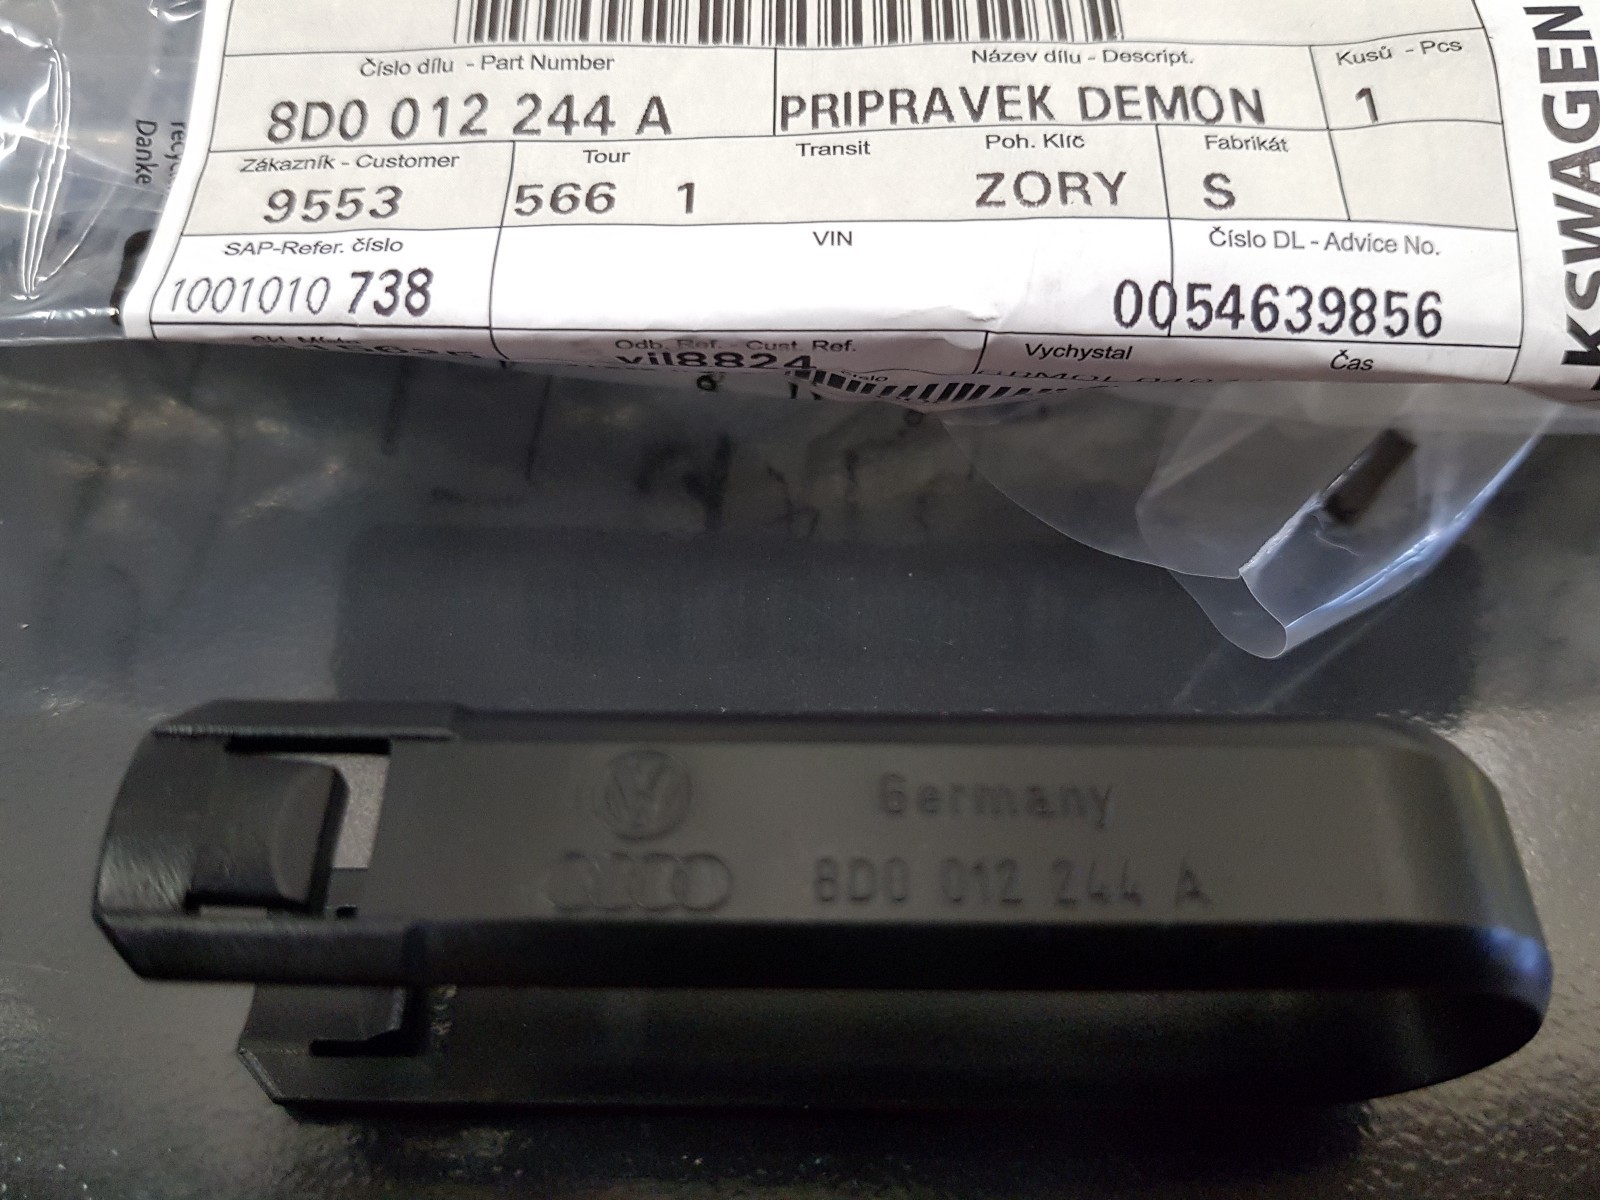 Číslo dílu - Part Number Název dílu - Descript. Kusů - Pcs
8D0 012 244 A PRIPRAVEK DEMON 1
Zákazník - Customer Tour Transit Poh. Klíč Fabrikát
9553 566 1 ZORY S
SAP-Refer. číslo VIN Číslo DL - Advice No.
1001010 738 0054639856
Odb. Ref. - Cust. Ref. Vychystal Čas
vil8824
Danke
KSWAGEN
Germany
8D0 012 244 A